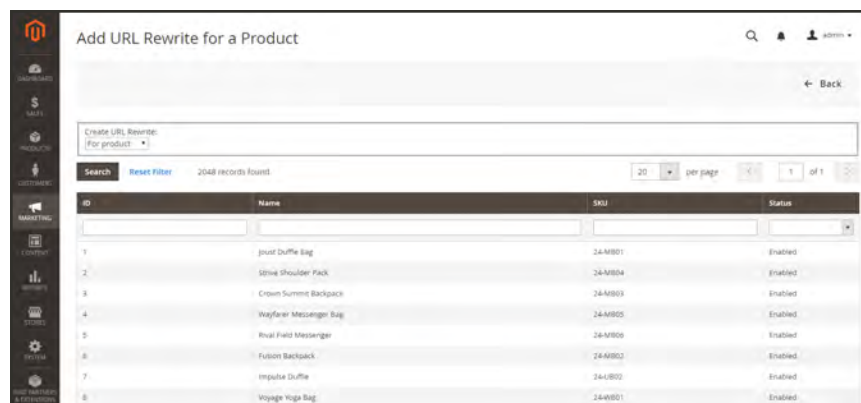 Add URL Rewrite for a Product
admin
DASHBOARD
← Back
SALES
Create URL Rewrite:
For product
PRODUCTS
Search Reset Filter 2048 records found 20 per page 1 of 1
CUSTOMERS
ID Name SKU Status
MARKETING
CONTENT
1 Joust Duffle Bag 24-MB01 Enabled
2 Strive Shoulder Pack 24-MB04 Enabled
REPORTS
3 Crown Summit Backpack 24-MB03 Enabled
4 Wayfarer Messenger Bag 24-MB05 Enabled
STORES
5 Rival Field Messenger 24-MB06 Enabled
SYSTEM
6 Fusion Backpack 24-MB02 Enabled
7 Impulse Duffle 24-UB02 Enabled
FIND PARTNERS
& EXTENSIONS
8 Voyage Yoga Bag 24-WB01 Enabled